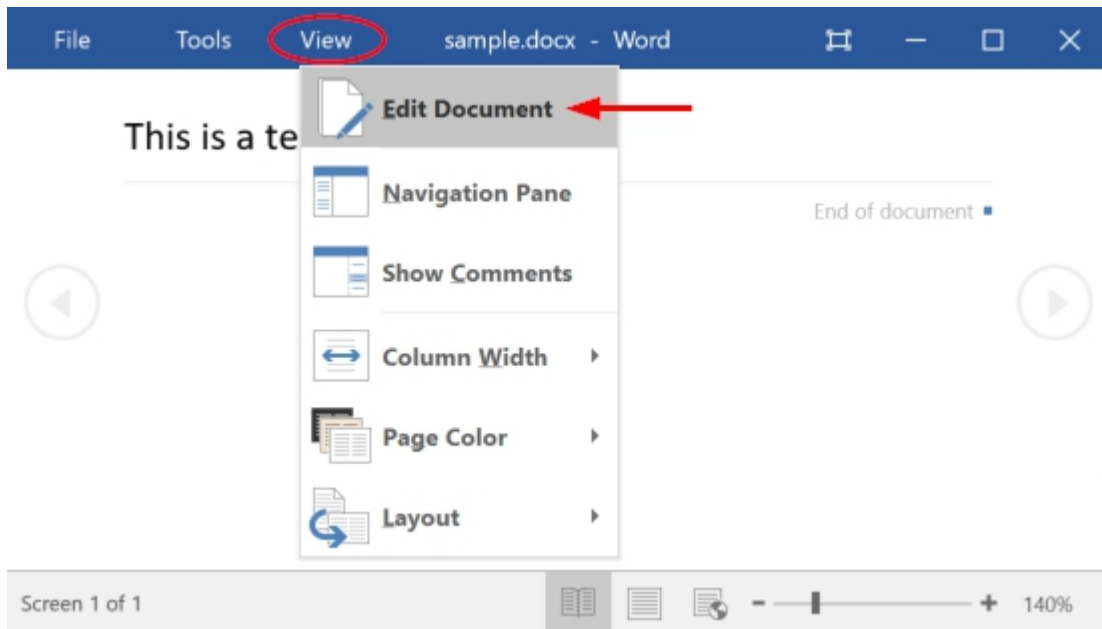 File Tools View sample.docx - Word
Edit Document
This is a te
Navigation Pane
End of document
Show Comments
Column Width
Page Color
Layout
Screen 1 of 1 - + 140%